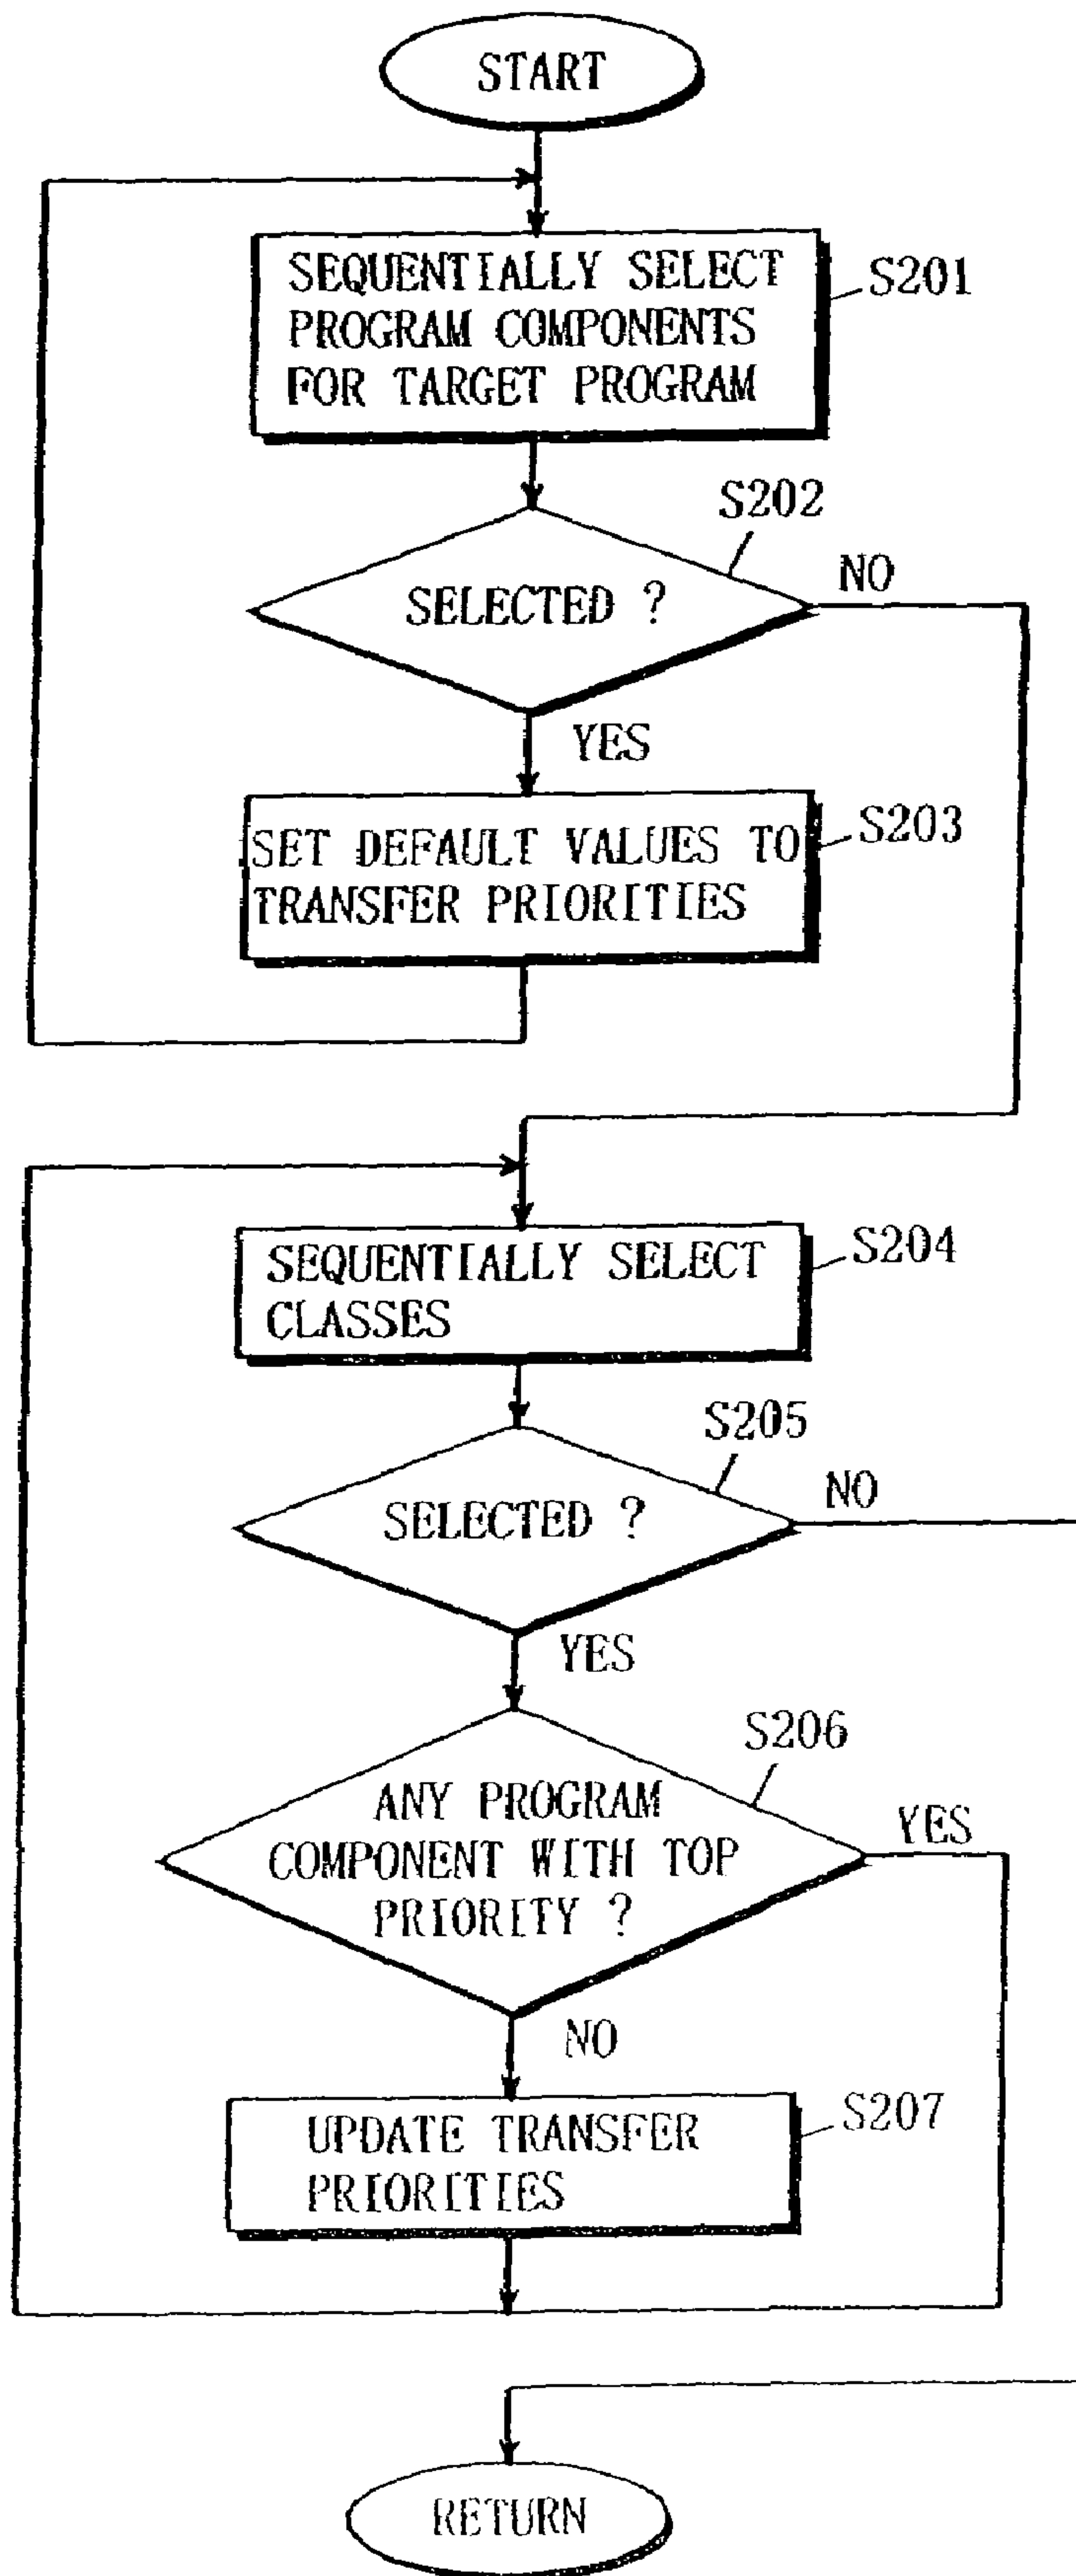 START
SEQUENTIALLY SELECT
PROGRAM COMPONENTS
FOR TARGET PROGRAM
S201
S202
SELECTED ?
NO
YES
SET DEFAULT VALUES TO
TRANSFER PRIORITIES
S203
SEQUENTIALLY SELECT
CLASSES
S204
S205
SELECTED ?
NO
YES
S206
ANY PROGRAM
COMPONENT WITH TOP
PRIORITY ?
YES
NO
UPDATE TRANSFER
PRIORITIES
S207
RETURN